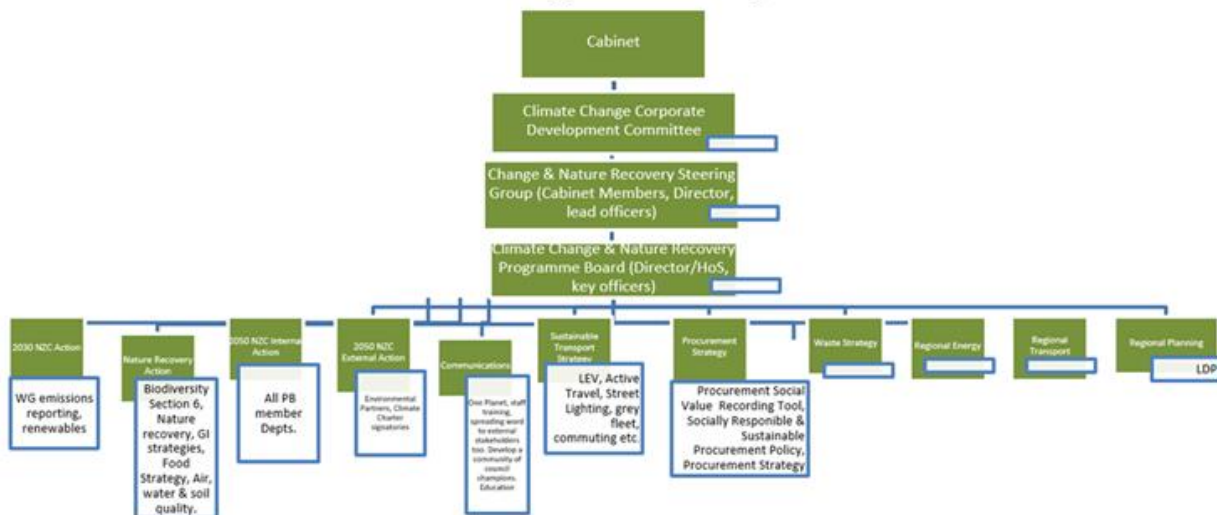 Cabinet
Climate Change Corporate
Development Committee
Change & Nature Recovery Steering
Group (Cabinet Members, Director,
lead officers)
Climate Change & Nature Recovery
Programme Board (Director/HoS,
key officers)
2030 NZC Action
WG emissions
reporting,
renewables
Nature Recovery
Action
Biodiversity
Section 6,
Nature
recovery, GI
strategies,
Food
Strategy, Air,
water & soil
quality.
2050 NZC Internal
Action
All PB
member
Depts.
2050 NZC
External Action
Environmental
Partners, Climate
Charter
signatories
Communications
One Planet, staff
training,
spreading word
to external
stakeholders
too. Develop a
community of
council
champions.
Education
Sustainable
Transport
Strategy
LEV, Active
Travel, Street
Lighting, grey
fleet,
commuting etc.
Procurement
Strategy
Procurement Social
Value Recording Tool,
Socially Responible &
Sustainable
Procurement Policy,
Procurement Strategy
Waste Strategy
Regional Energy
Regional
Transport
Regional Planning
LDP